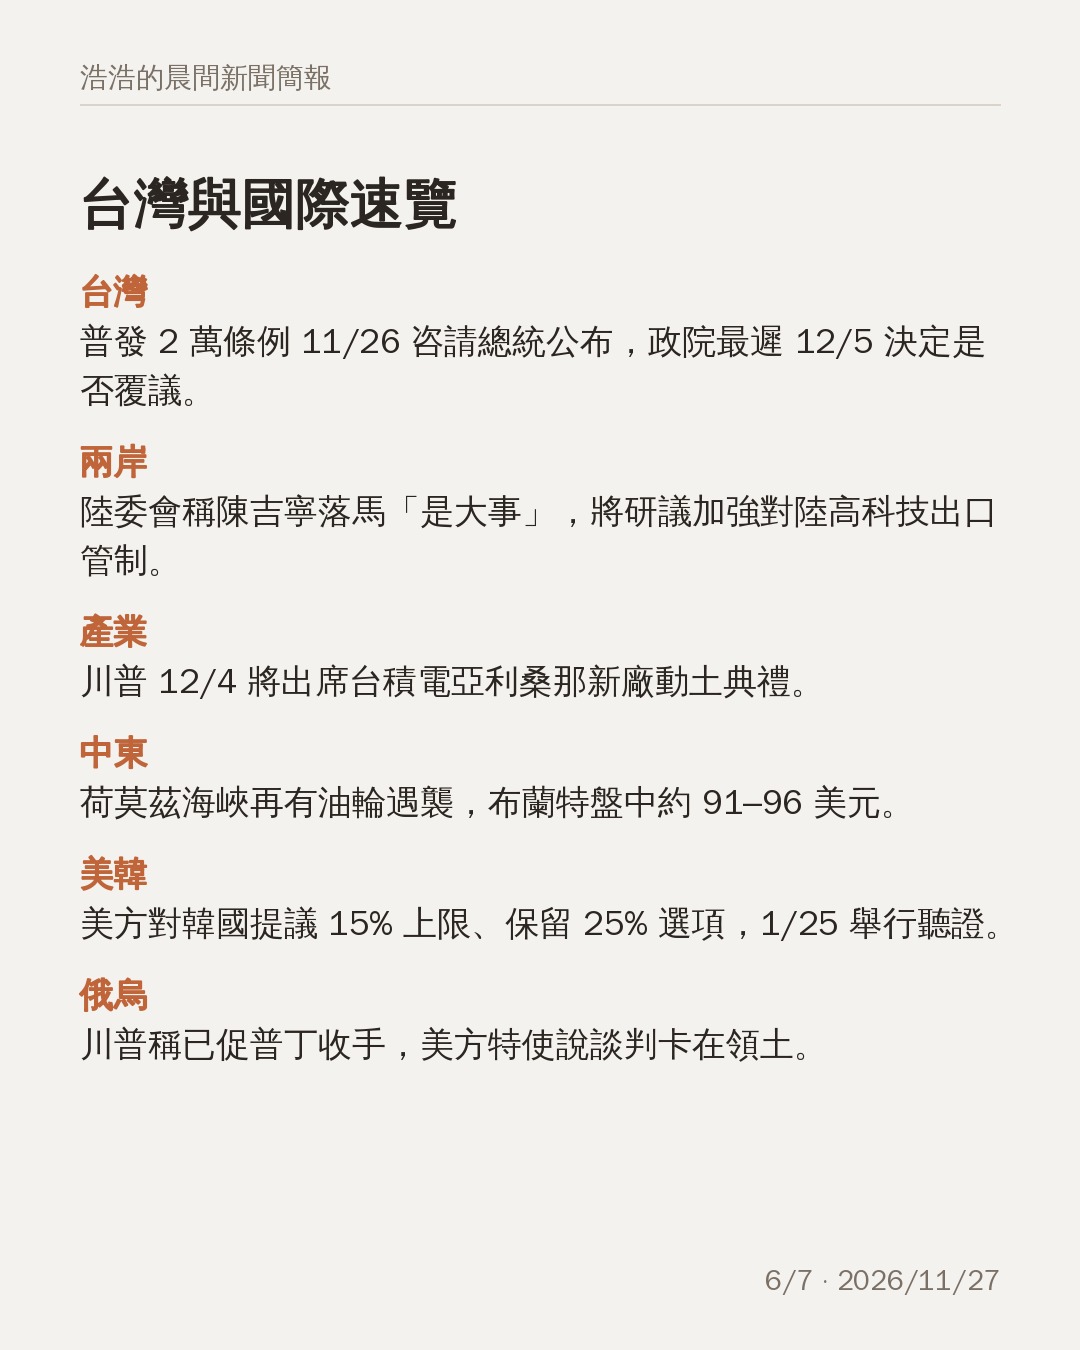 浩浩的晨間新聞簡報
台灣與國際速覽
台灣
普發 2 萬條例 11/26 咨請總統公布，政院最遲 12/5 決定是
否覆議。
兩岸
陸委會稱陳吉寧落馬「是大事」，將研議加強對陸高科技出口
管制。
產業
川普 12/4 將出席台積電亞利桑那新廠動土典禮。
中東
荷莫茲海峽再有油輪遇襲，布蘭特盤中約 91–96 美元。
美韓
美方對韓國提議 15% 上限、保留 25% 選項，1/25 舉行聽證。
俄烏
川普稱已促普丁收手，美方特使說談判卡在領土。
6/7 · 2026/11/27